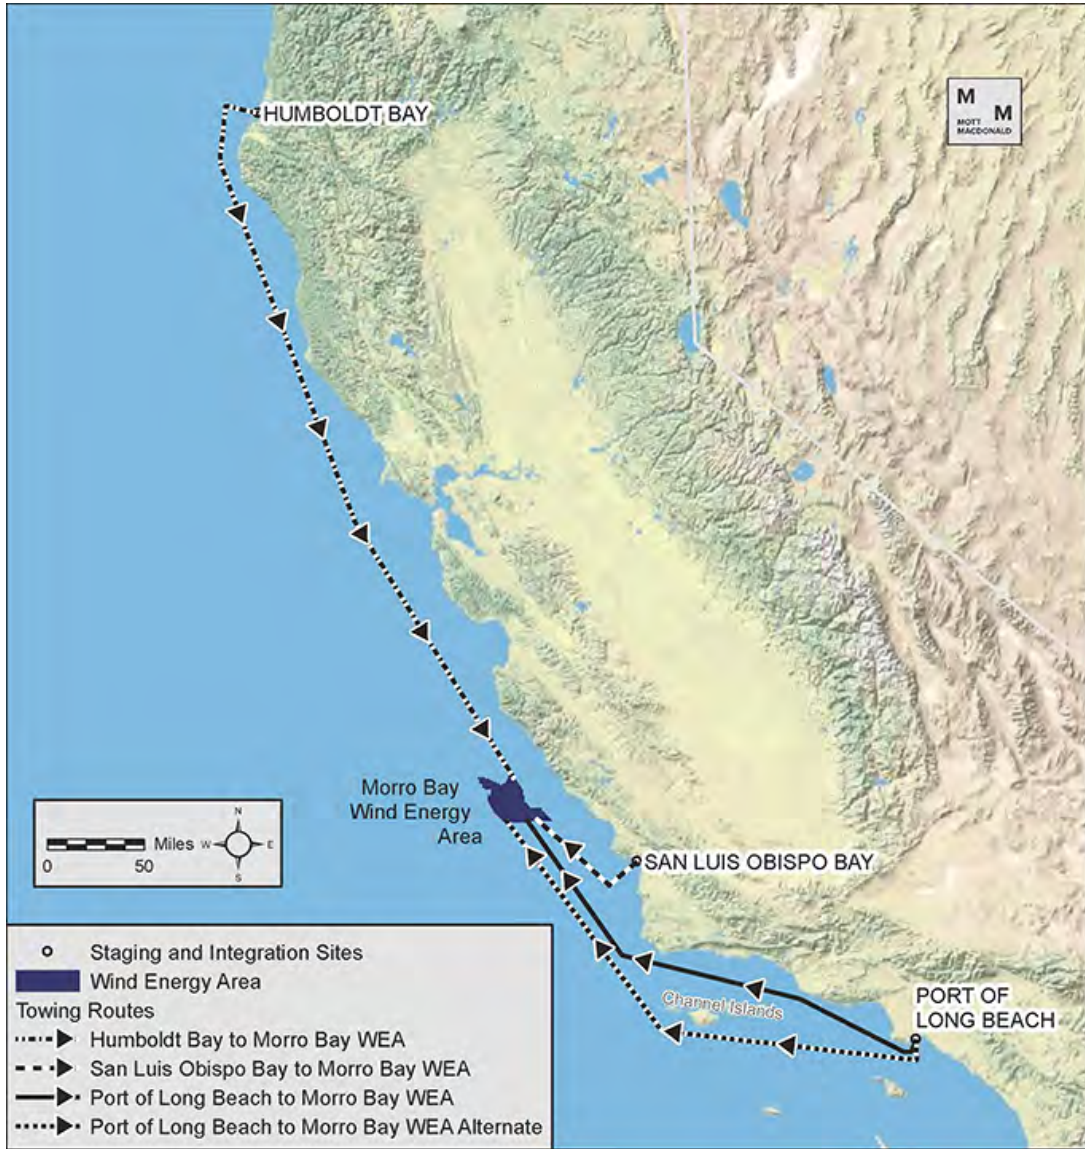 HUMBOLDT BAY
M
M
MOTT
MACDONALD
Morro Bay
Wind Energy
Area
N
W
E
S
Miles
0
50
SAN LUIS OBISPO BAY
Channel Islands
PORT OF
LONG BEACH
Staging and Integration Sites
Wind Energy Area
Towing Routes
Humboldt Bay to Morro Bay WEA
San Luis Obispo Bay to Morro Bay WEA
Port of Long Beach to Morro Bay WEA
Port of Long Beach to Morro Bay WEA Alternate